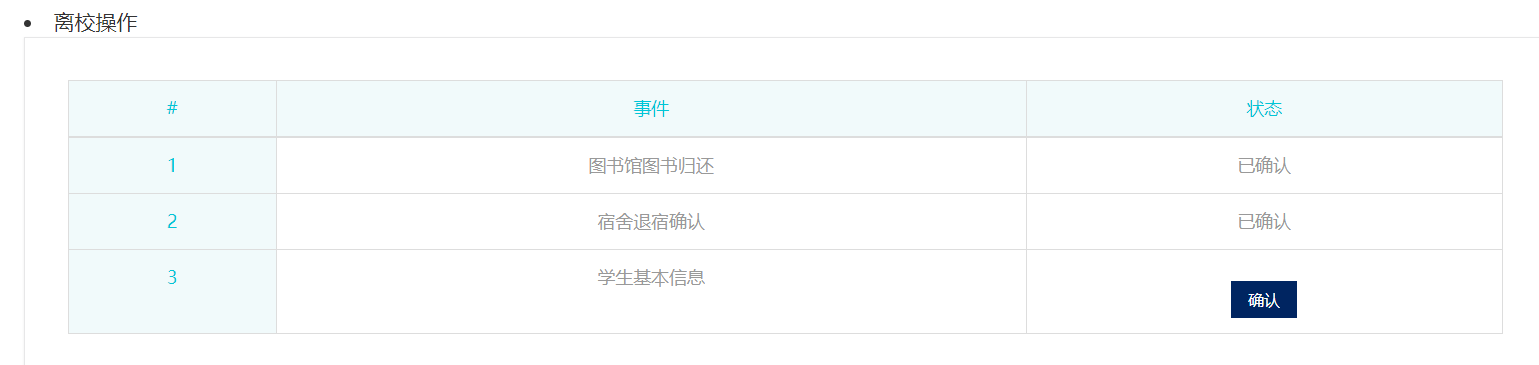 离校操作
# 事件 状态
1 图书馆图书归还 已确认
2 宿舍退宿确认 已确认
3 学生基本信息
确认